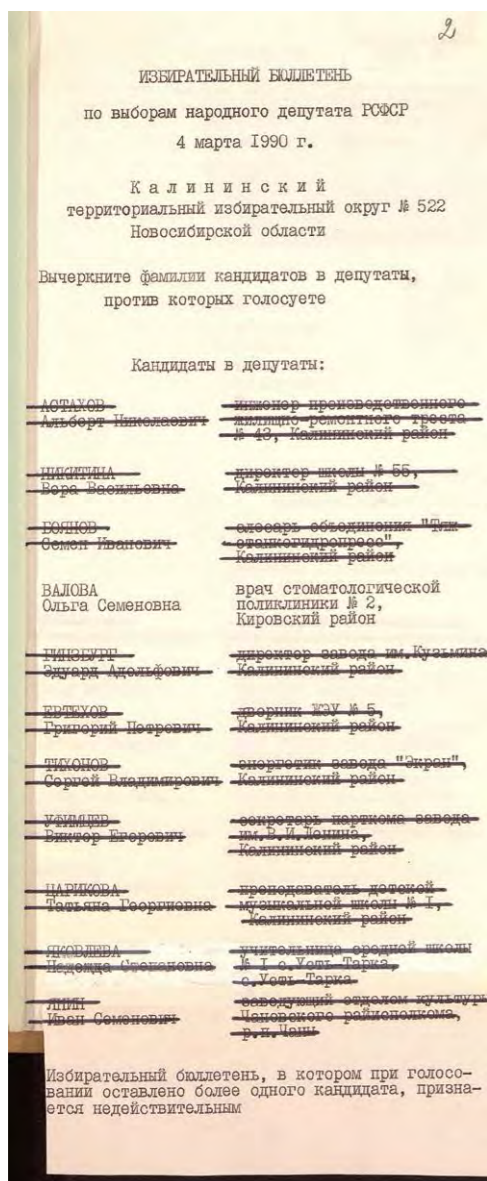 2
ИЗБИРАТЕЛЬНЫЙ БЮЛЛЕТЕНЬ
по выборам народного депутата РСФСР
4 марта I990 г.
К а л и н и н с к и й
территориальный избирательный округ № 522
Новосибирской области
Вычеркните фамилии кандидатов в депутаты,
против которых голосуете
Кандидаты в депутаты:
АСТАХОВ инженер производственного
Альберт Николаевич жилищно-ремонтного треста
№ 43, Калининский район
НИКИТИНА директор школы № 55,
Вера Васильевна Калининский район
БОЯНОВ слесарь объединения "Тяж
Семен Иванович станкогидропресс",
Калининский район
ВАЛОВА врач стоматологической
Ольга Семеновна поликлиники № 2,
Кировский район
ГИНЗБУРГ директор завода им.Кузьмина
Эдуард Адольфович Калининский район
ЕВТЕХОВ дворник ЖЭУ № 5,
Григорий Петрович Калининский район
ТИХОНОВ энергетик завода "Экран",
Сергей Владимирович Калининский район
УФИМЦЕВ секретарь парткома завода
Виктор Егорович им.В.И.Ленина,
Калининский район
ЦАРИКОВА преподаватель детской
Татьяна Георгиевна музыкальной школы № I,
Калининский район
ЯКОВЛЕВА учительница средней школы
Надежда Степановна № I с.Усть-Тарка,
с.Усть-Тарка
ЯНИН заведующий отделом культуры
Иван Семенович Чановского райисполкома,
р.п.Чаны
Избирательный бюллетень, в котором при голосо-
вании оставлено более одного кандидата, призна-
ется недействительным